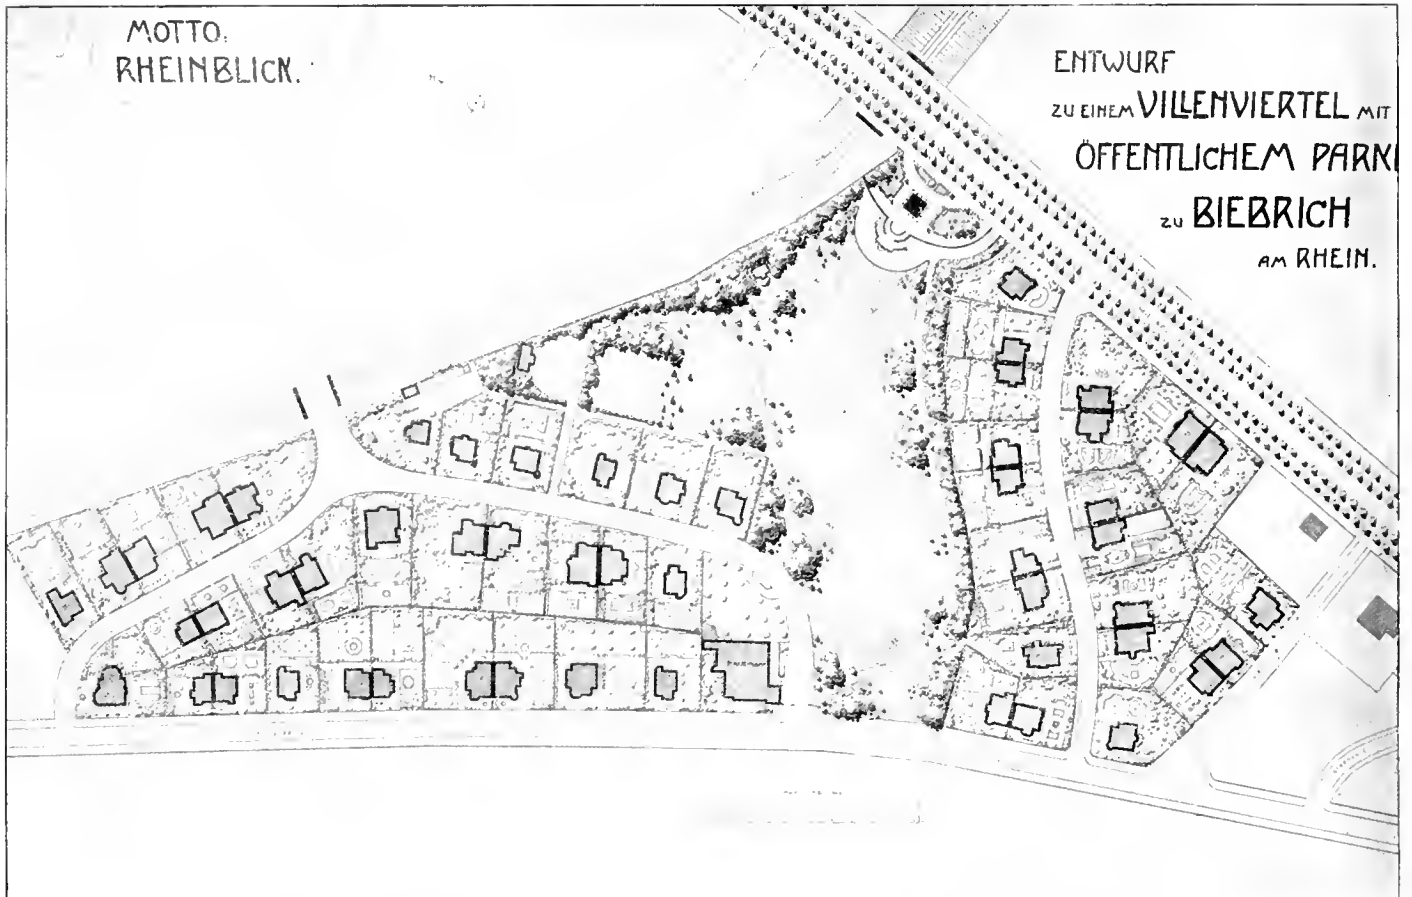 MOTTO:
RHEINBLICK.
ENTWURF
ZU EINEM VILLENVIERTEL MIT
ÖFFENTLICHEM PARK
ZU BIEBRICH
AM RHEIN.